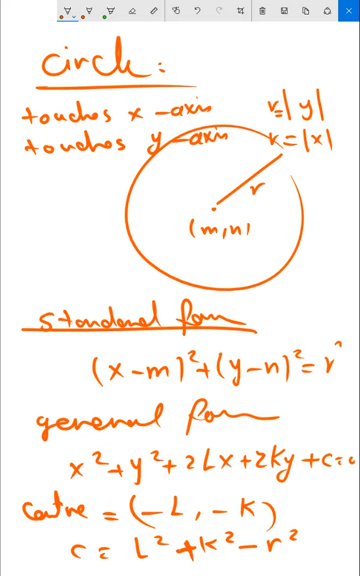 circle:
touches x-axis r=|y|
touches y-axis r=|x|
r
(m,n)
standard form
(x-m)²+(y-n)²=r²
general form
x²+y²+2Lx+2Ky+c=0
centre = (-L, -K)
c = L²+K²-r²